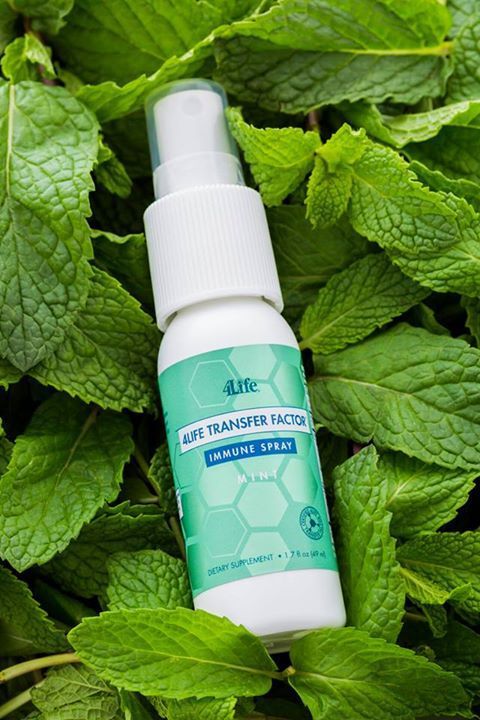 4Life
4LIFE TRANSFER FACTOR
IMMUNE SPRAY
MINT
DIETARY SUPPLEMENT • 1.7 fl oz (49 ml)